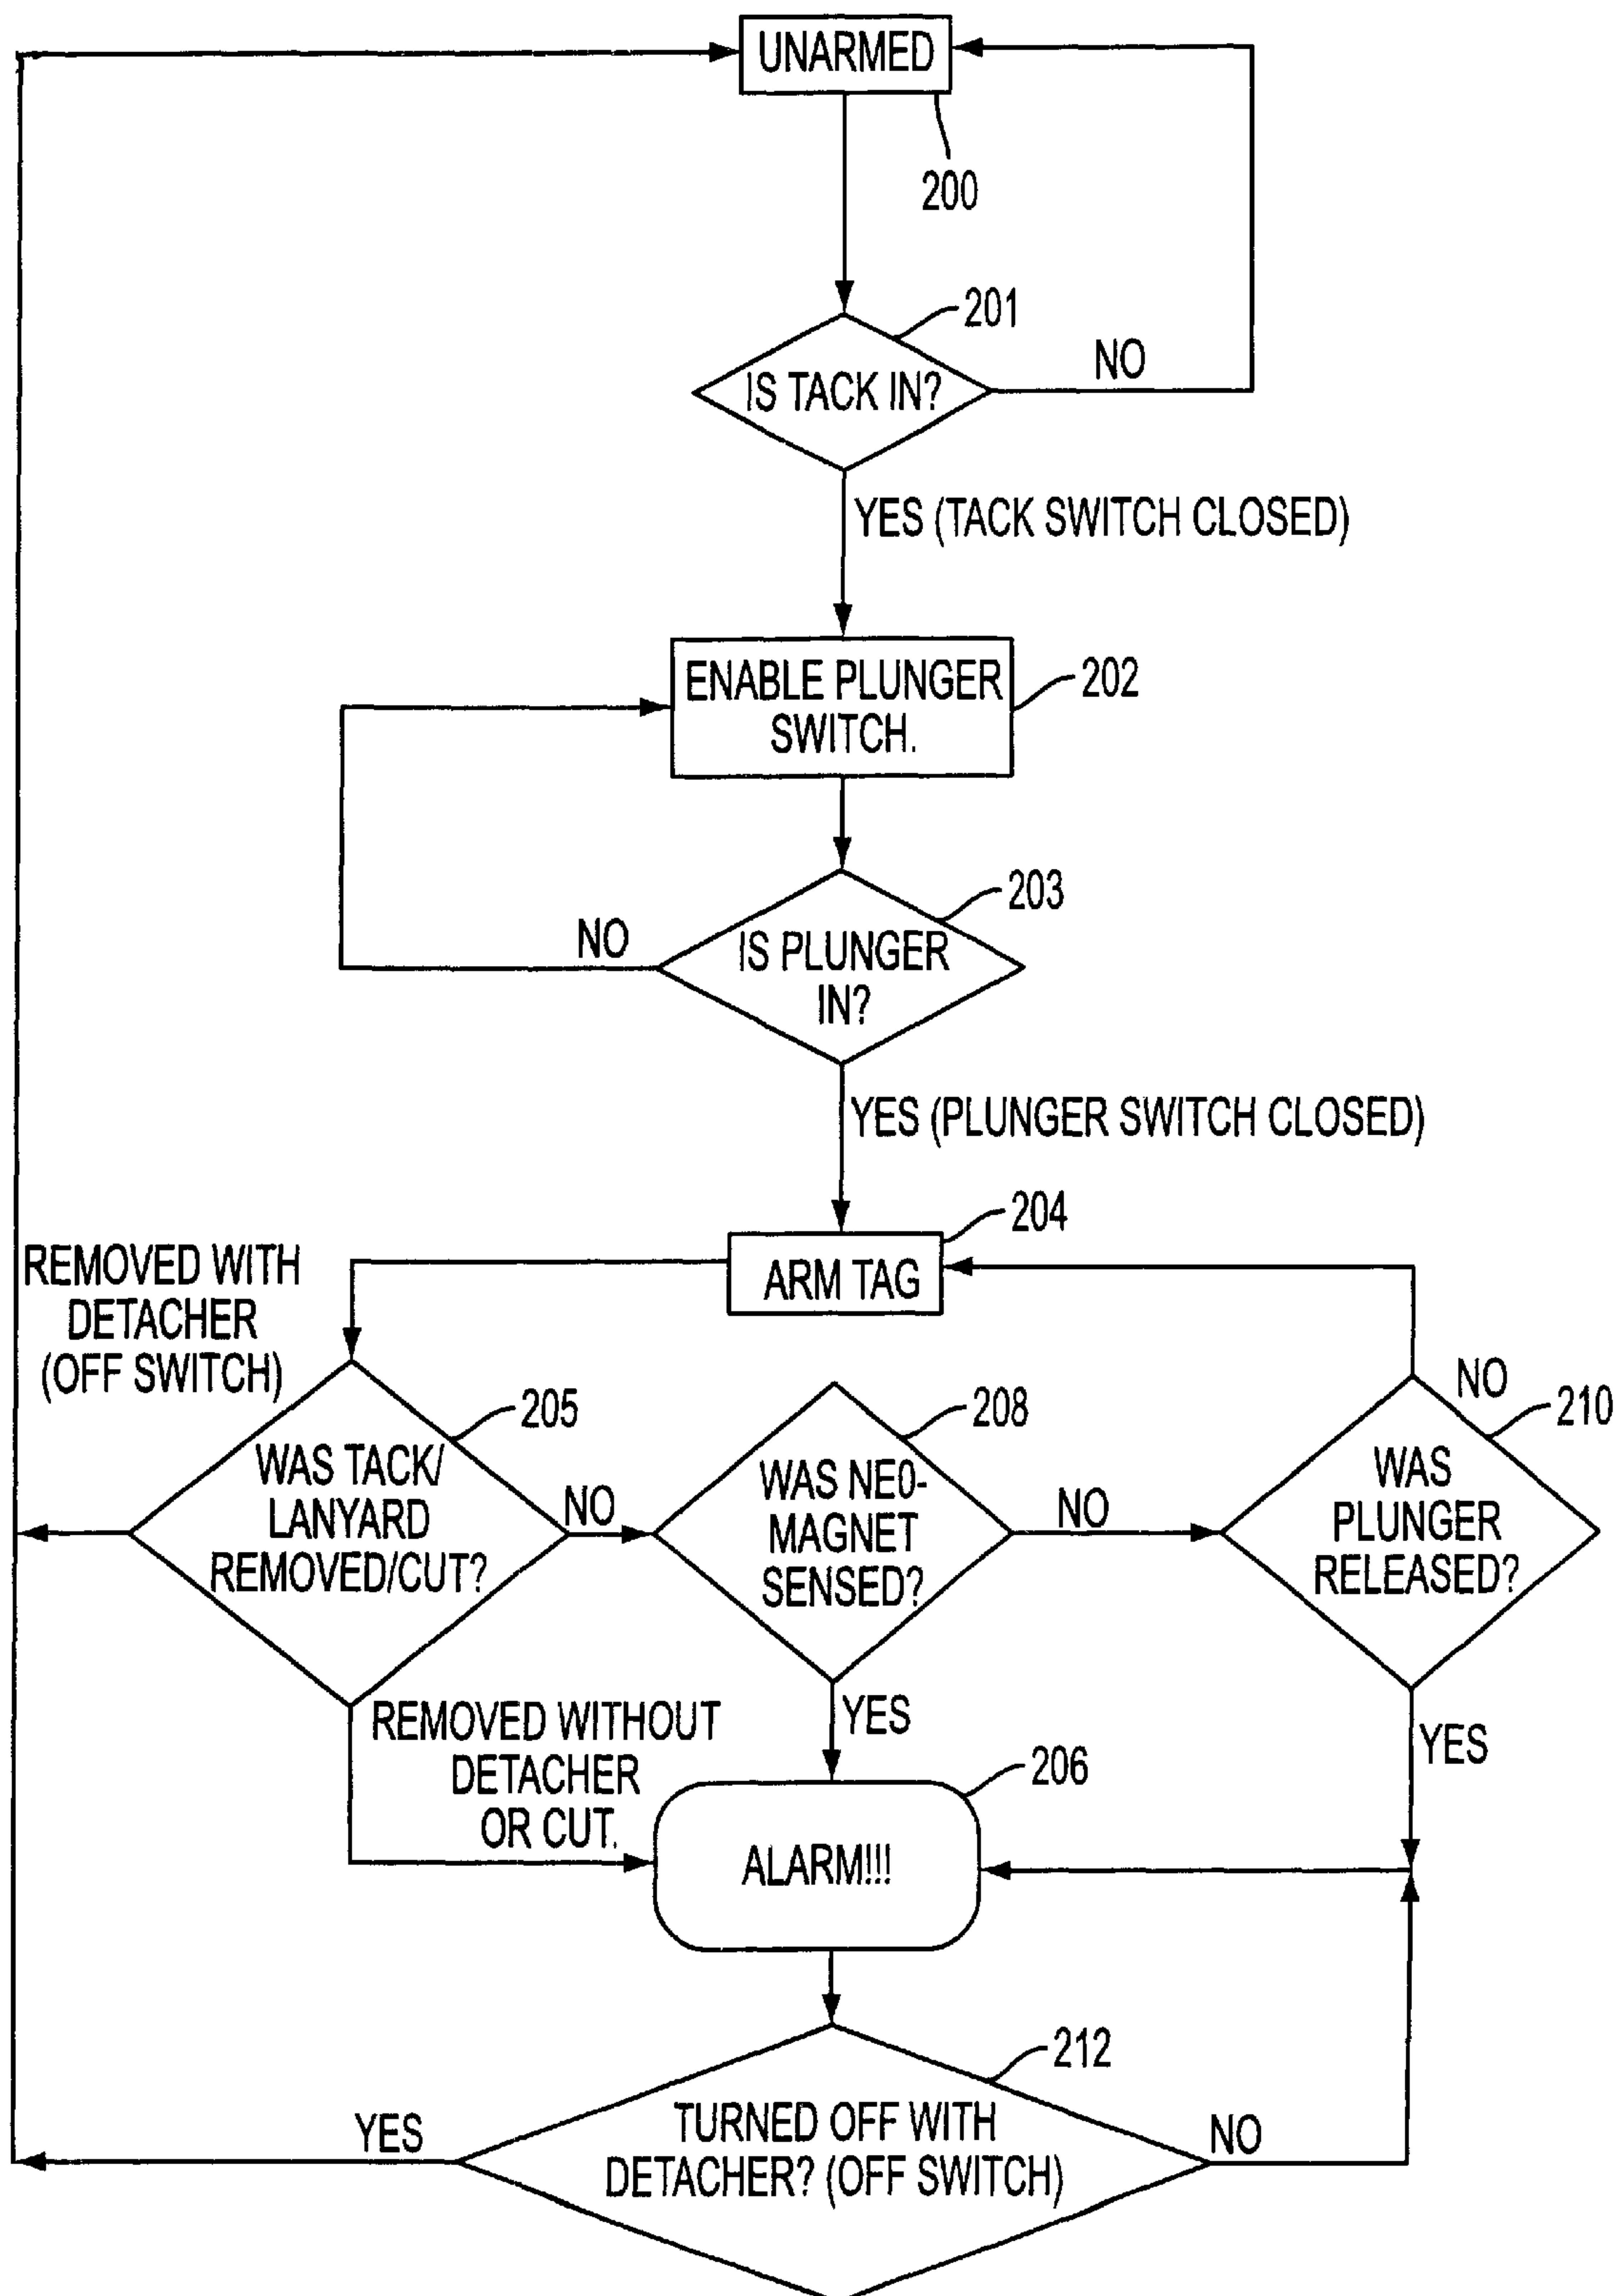 UNARMED
200
201
IS TACK IN?
NO
YES (TACK SWITCH CLOSED)
ENABLE PLUNGER
SWITCH.
202
203
NO
IS PLUNGER
IN?
YES (PLUNGER SWITCH CLOSED)
204
ARM TAG
REMOVED WITH
DETACHER
(OFF SWITCH)
205
WAS TACK/
LANYARD
REMOVED/CUT?
NO
208
WAS NE0-
MAGNET
SENSED?
NO
NO
210
WAS
PLUNGER
RELEASED?
REMOVED WITHOUT
DETACHER
OR CUT.
YES
YES
206
ALARM!!!
212
YES
TURNED OFF WITH
DETACHER? (OFF SWITCH)
NO